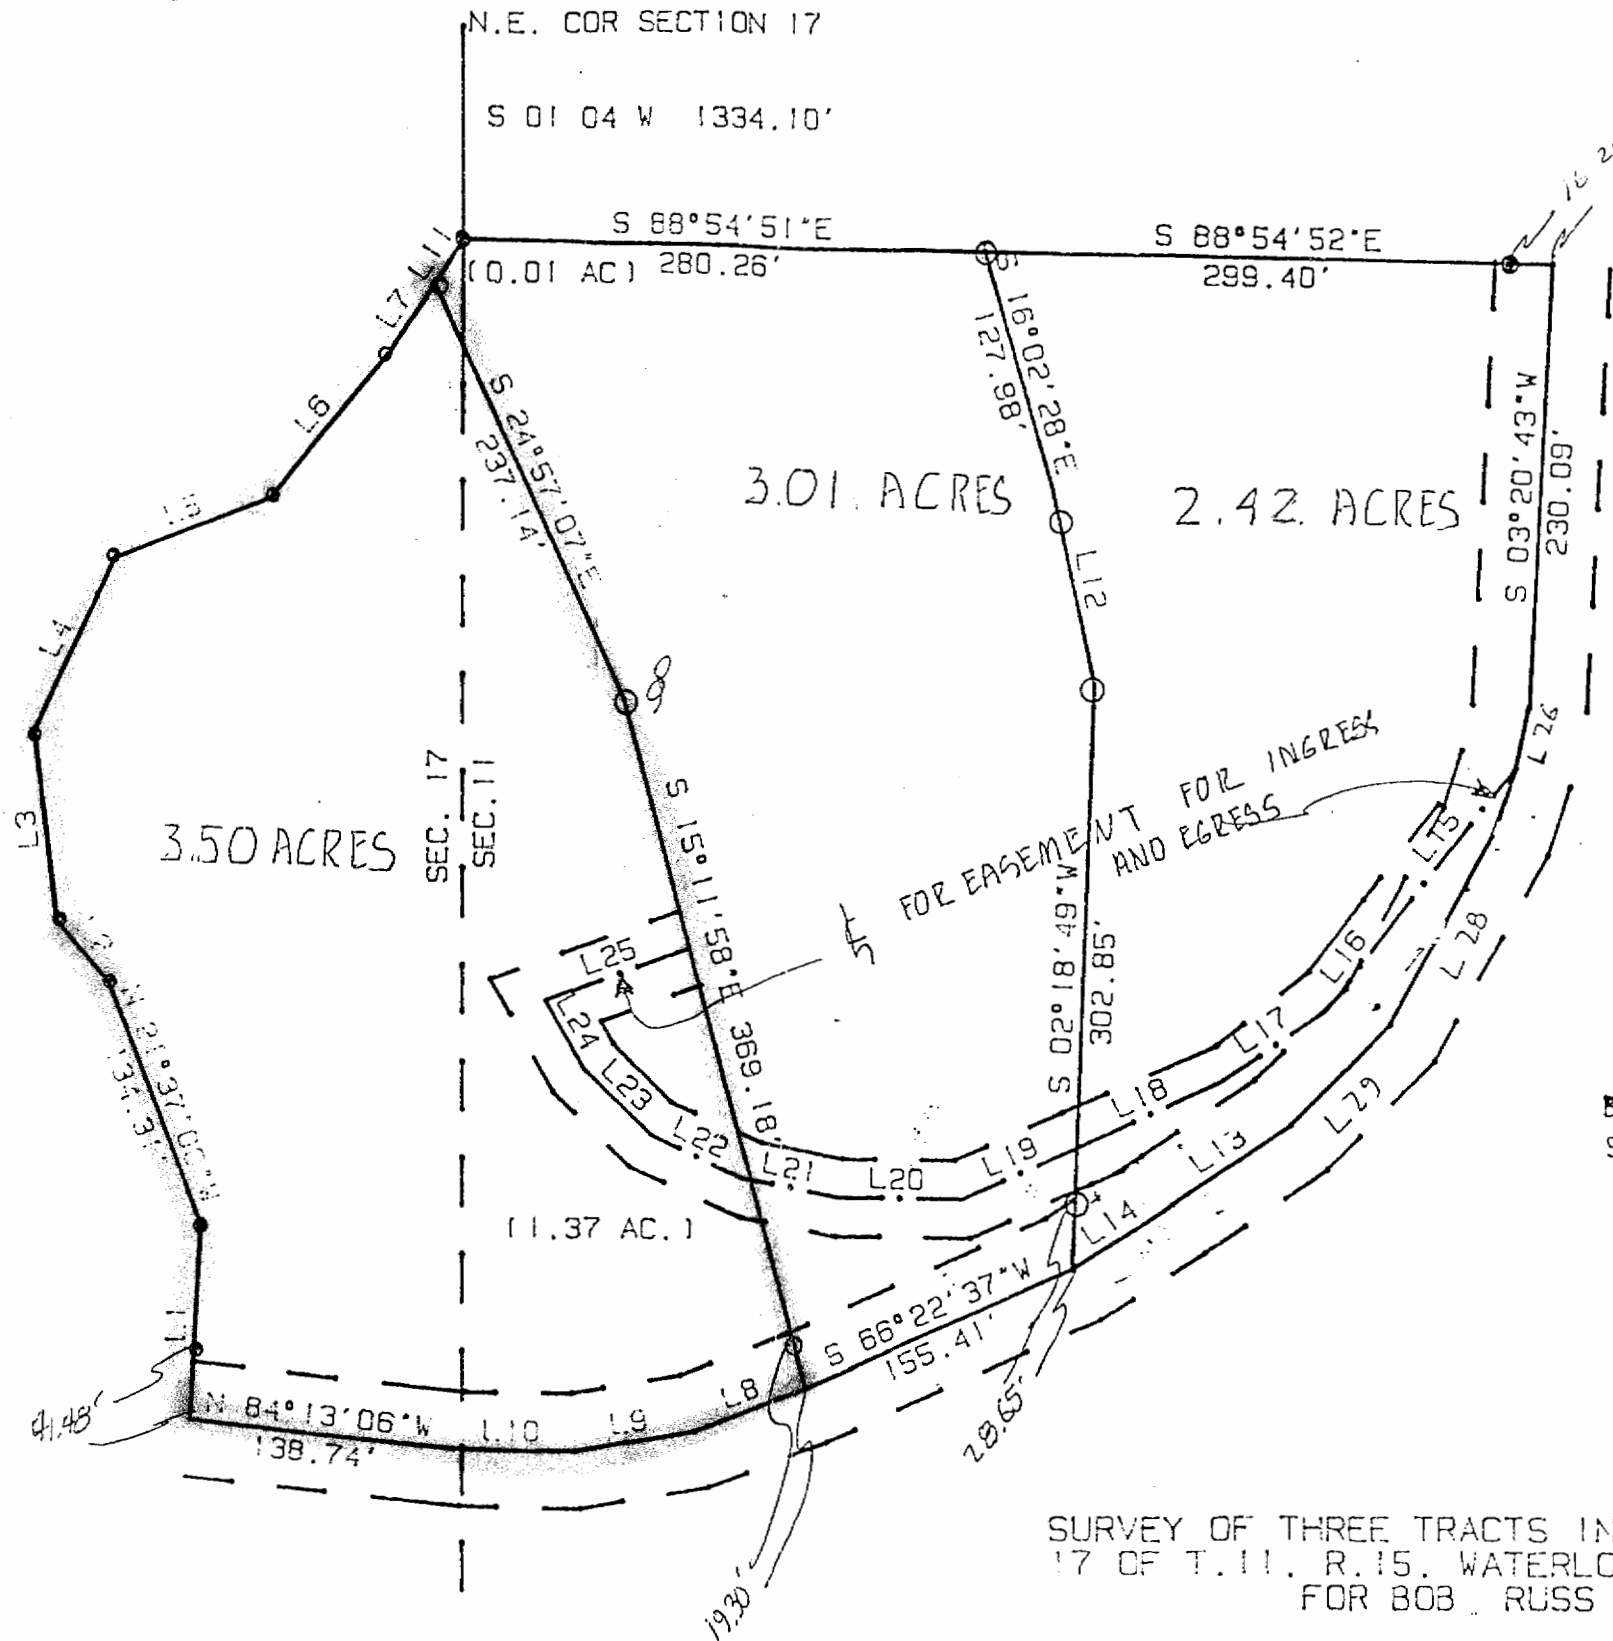 N.E. COR SECTION 17
S 01 04 W 1334.10'
S 88°54'51"E
280.26'
S 88°54'52"E
299.40'
16
(0.01 AC)
L11
L7
L6
L4
L3
S 24°57'07"E
237.14'
S 16°02'28"E
127.98'
L12
3.01 ACRES
2.42 ACRES
S 03°20'43"W
230.09'
L26
3.50 ACRES
SEC. 17
SEC. 11
S 15°11'58"E 369.18'
FOR EASEMENT FOR INGRESS
AND EGRESS
S 02°18'49"W
302.85'
L15
L16
L17
L18
L19
L20
L21
L22
L23
L24
L25
L28
L29
L13
L14
(1.37 AC.)
L1
41.48'
N 84°13'06"W
138.74'
L10
L9
L8
S 66°22'37"W
155.41'
28.65'
19.30'
SURVEY OF THREE TRACTS IN
17 OF T.11. R.15. WATERLO
FOR BOB RUSS